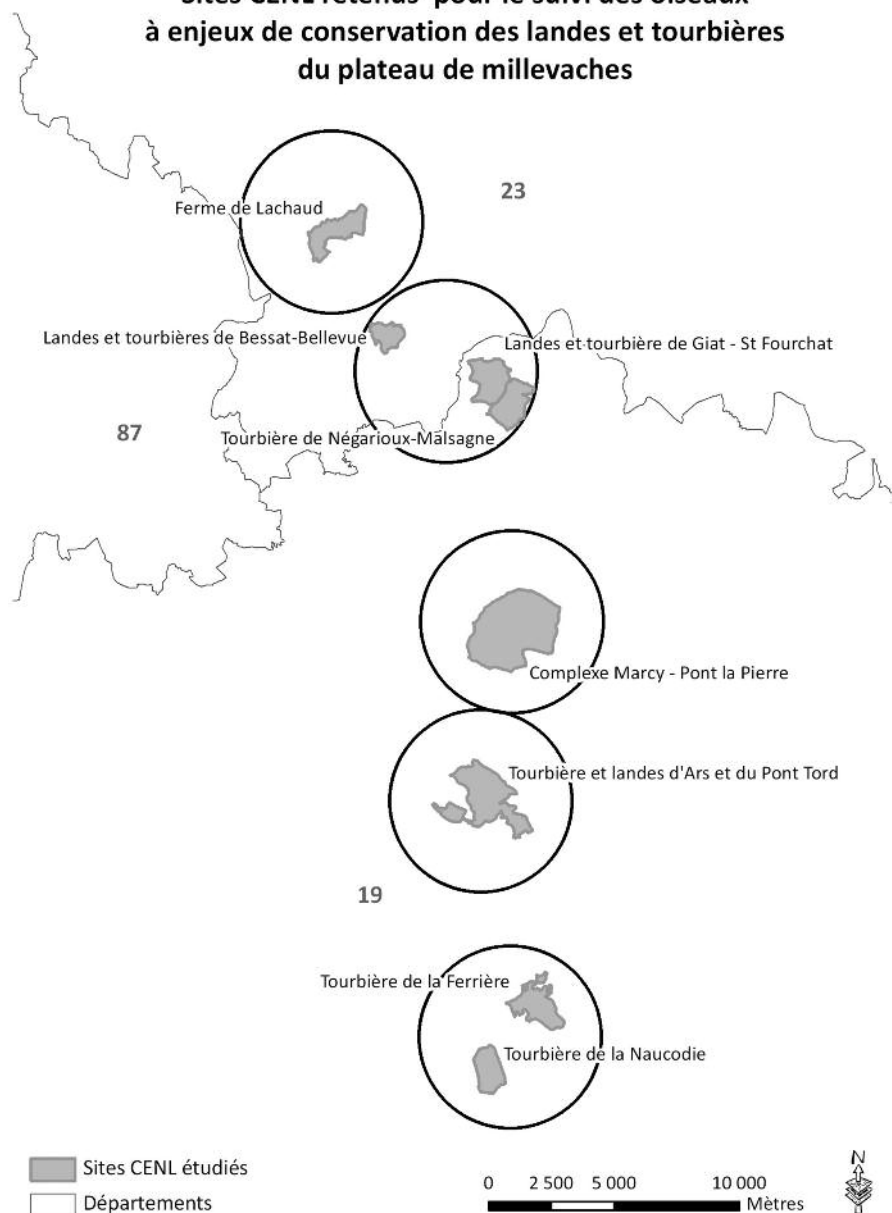 Sites CENL retenus pour le suivi des oiseaux
à enjeux de conservation des landes et tourbières
du plateau de millevaches
23
Ferme de Lachaud
Landes et tourbières de Bessat-Bellevue
Landes et tourbière de Giat - St Fourchat
87
Tourbière de Négarioux-Malsagne
Complexe Marcy - Pont la Pierre
Tourbière et landes d'Ars et du Pont Tord
19
Tourbière de la Ferrière
Tourbière de la Naucodie
Sites CENL étudiés
Départements
0 2 500 5 000 10 000
Mètres
N